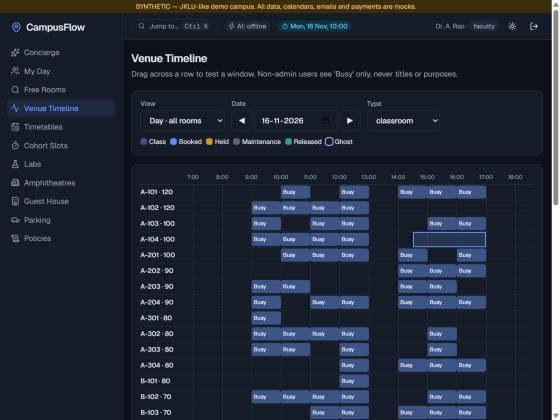 SYNTHETIC — JKLU-like demo campus. All data, calendars, emails and payments are mocks.
CampusFlow
Jump to... Ctrl K
AI: offline
Mon, 16 Nov, 10:00
Dr. A. Rao · faculty
Concierge
My Day
Free Rooms
Venue Timeline
Timetables
Cohort Slots
Labs
Amphitheatres
Guest House
Parking
Policies
Venue Timeline
Drag across a row to test a window. Non-admin users see 'Busy' only, never titles or purposes.
View Date Type
Day · all rooms 16-11-2026 classroom
Class Booked Held Maintenance Released Ghost
7:00 8:00 9:00 10:00 11:00 12:00 13:00 14:00 15:00 16:00 17:00 18:00
A-101 · 120 Busy Busy Busy Busy Busy
A-102 · 120 Busy Busy Busy Busy
A-103 · 100 Busy Busy Busy Busy Busy
A-104 · 100 Busy Busy Busy Busy
A-201 · 100 Busy Busy Busy Busy Busy
A-202 · 90 Busy Busy Busy
A-203 · 90 Busy Busy Busy Busy
A-204 · 90 Busy Busy Busy Busy Busy Busy
A-301 · 80 Busy
A-302 · 80 Busy Busy Busy Busy Busy
A-303 · 80 Busy Busy Busy Busy
A-304 · 80 Busy Busy Busy Busy
B-101 · 80 Busy
B-102 · 70 Busy Busy Busy Busy Busy
B-103 · 70 Busy Busy Busy Busy Busy